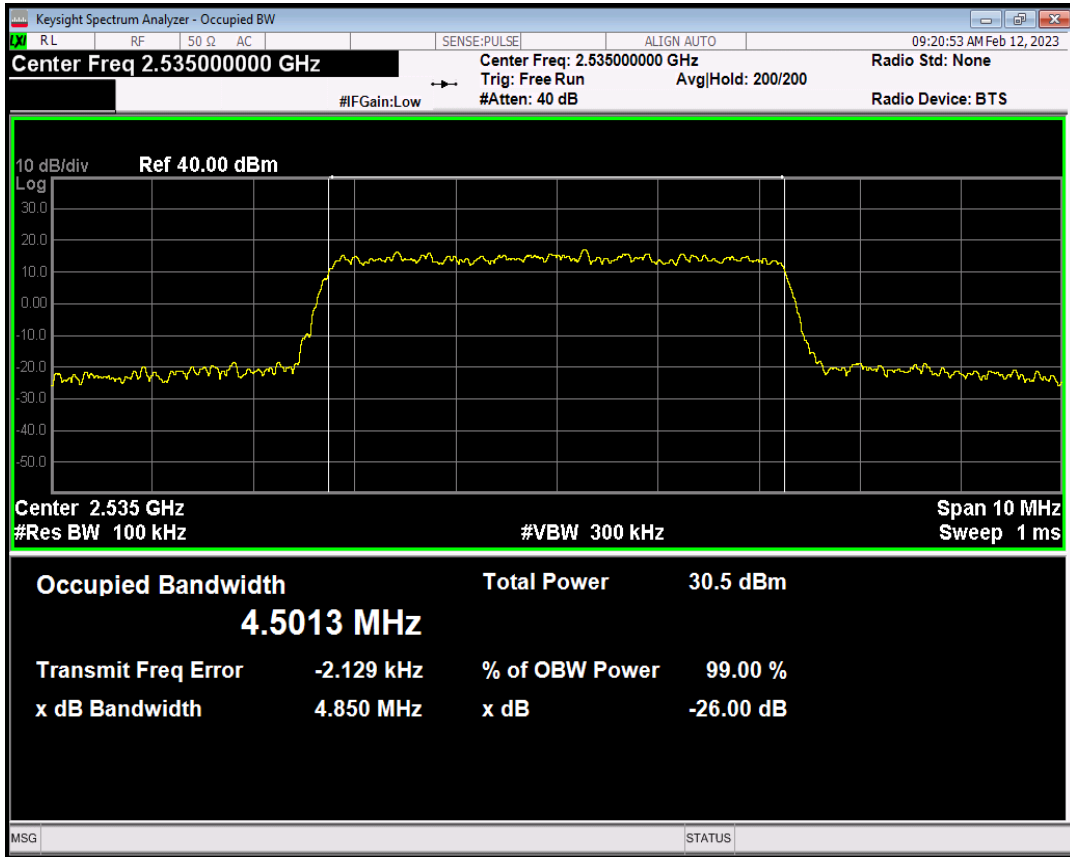 Keysight Spectrum Analyzer - Occupied BW
LXI RL RF 50 Ω AC SENSE:PULSE ALIGN AUTO 09:20:53 AM Feb 12, 2023
Center Freq 2.535000000 GHz Center Freq: 2.535000000 GHz Radio Std: None
Trig: Free Run Avg|Hold: 200/200
#IFGain:Low #Atten: 40 dB Radio Device: BTS
10 dB/div Ref 40.00 dBm
Log
30.0
20.0
10.0
0.00
-10.0
-20.0
-30.0
-40.0
-50.0
Center 2.535 GHz Span 10 MHz
#Res BW 100 kHz #VBW 300 kHz Sweep 1 ms
Occupied Bandwidth Total Power 30.5 dBm
4.5013 MHz
Transmit Freq Error -2.129 kHz % of OBW Power 99.00 %
x dB Bandwidth 4.850 MHz x dB -26.00 dB
MSG STATUS